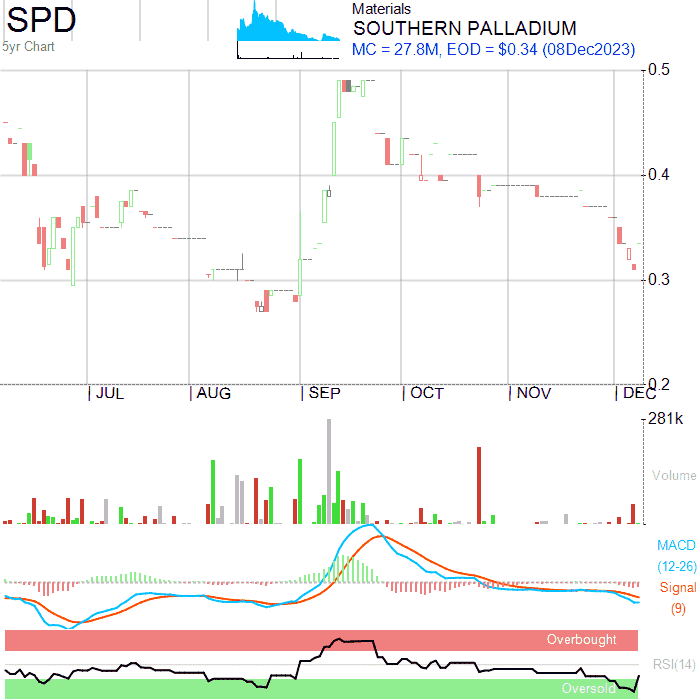 SPD
5yr Chart
Materials
SOUTHERN PALLADIUM
MC = 27.8M, EOD = $0.34 (08Dec2023)
0.5
0.4
0.3
0.2
JUL
AUG
SEP
OCT
NOV
DEC
281k
Volume
MACD
(12-26)
Signal
(9)
Overbought
RSI(14)
Oversold